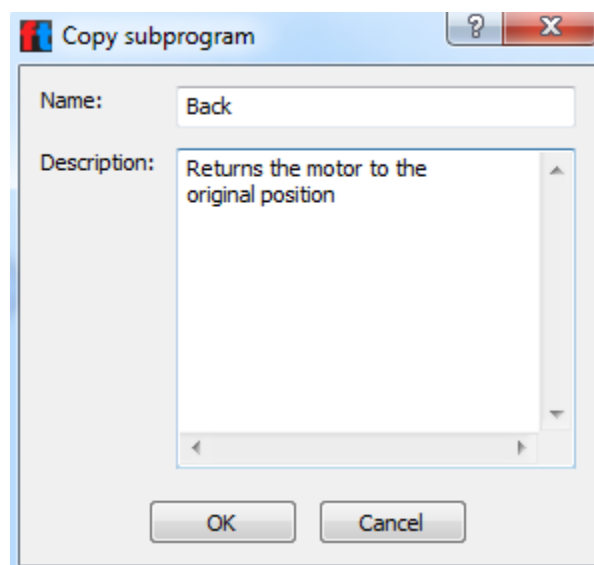 ft Copy subprogram ? X
Name: Back
Description: Returns the motor to the
original position
OK Cancel